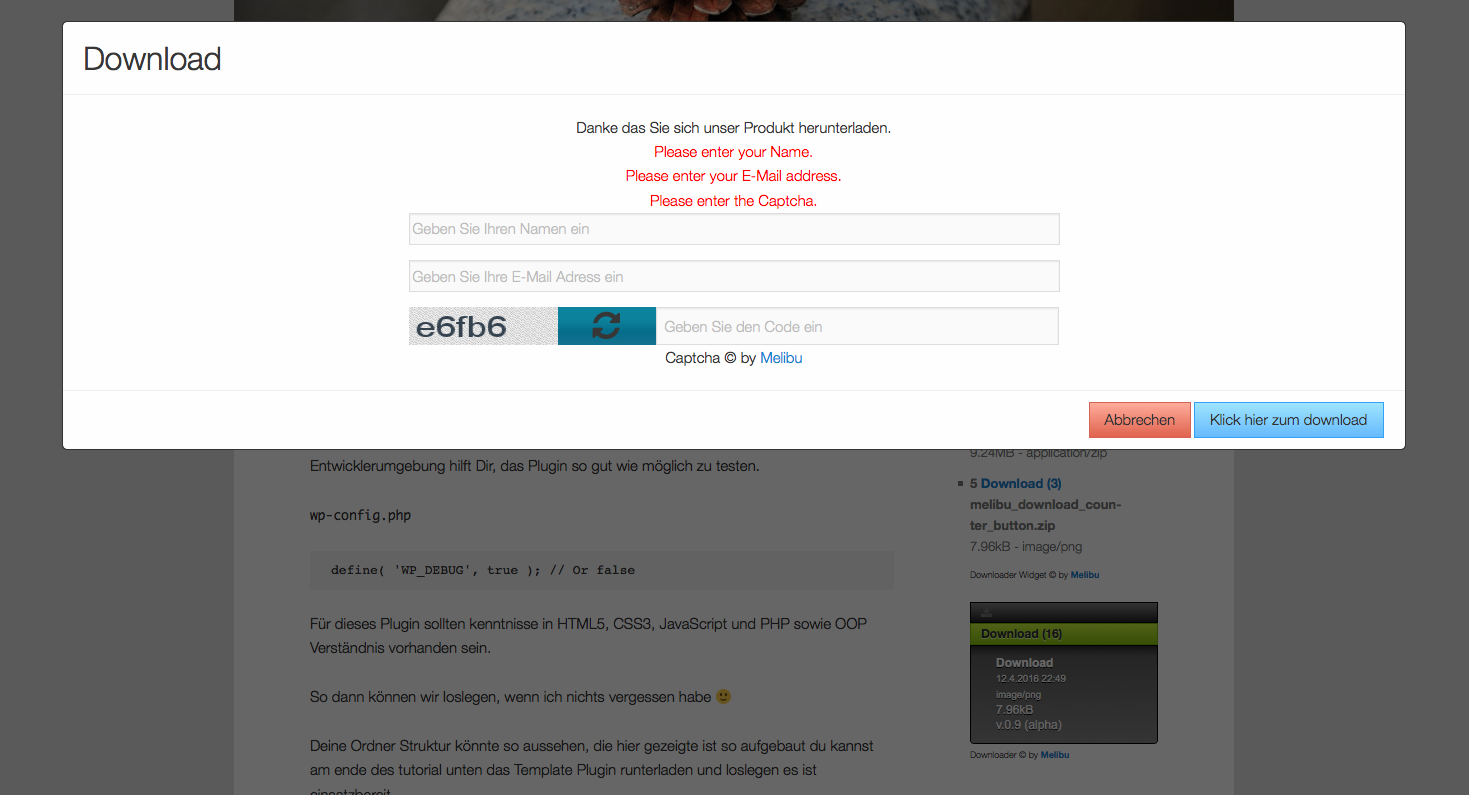 Download
Danke das Sie sich unser Produkt herunterladen.
Please enter your Name.
Please enter your E-Mail address.
Please enter the Captcha.
Geben Sie Ihren Namen ein
Geben Sie Ihre E-Mail Adress ein
e6fb6
Geben Sie den Code ein
Captcha © by Melibu
Abbrechen
Klick hier zum download
Entwicklerumgebung hilft Dir, das Plugin so gut wie möglich zu testen.
wp-config.php
define( 'WP_DEBUG', true ); // Or false
Für dieses Plugin sollten kenntnisse in HTML5, CSS3, JavaScript und PHP sowie OOP
Verständnis vorhanden sein.
So dann können wir loslegen, wenn ich nichts vergessen habe 🙂
Deine Ordner Struktur könnte so aussehen, die hier gezeigte ist so aufgebaut du kannst
am ende des tutorial unten das Template Plugin runterladen und loslegen es ist
einsatzbereit
9.24MB - application/zip
5 Download (3)
melibu_download_coun-
ter_button.zip
7.96kB - image/png
Downloader Widget © by Melibu
Download (16)
Download
12.4.2016 22:49
image/png
7.96kB
v.0.9 (alpha)
Downloader © by Melibu